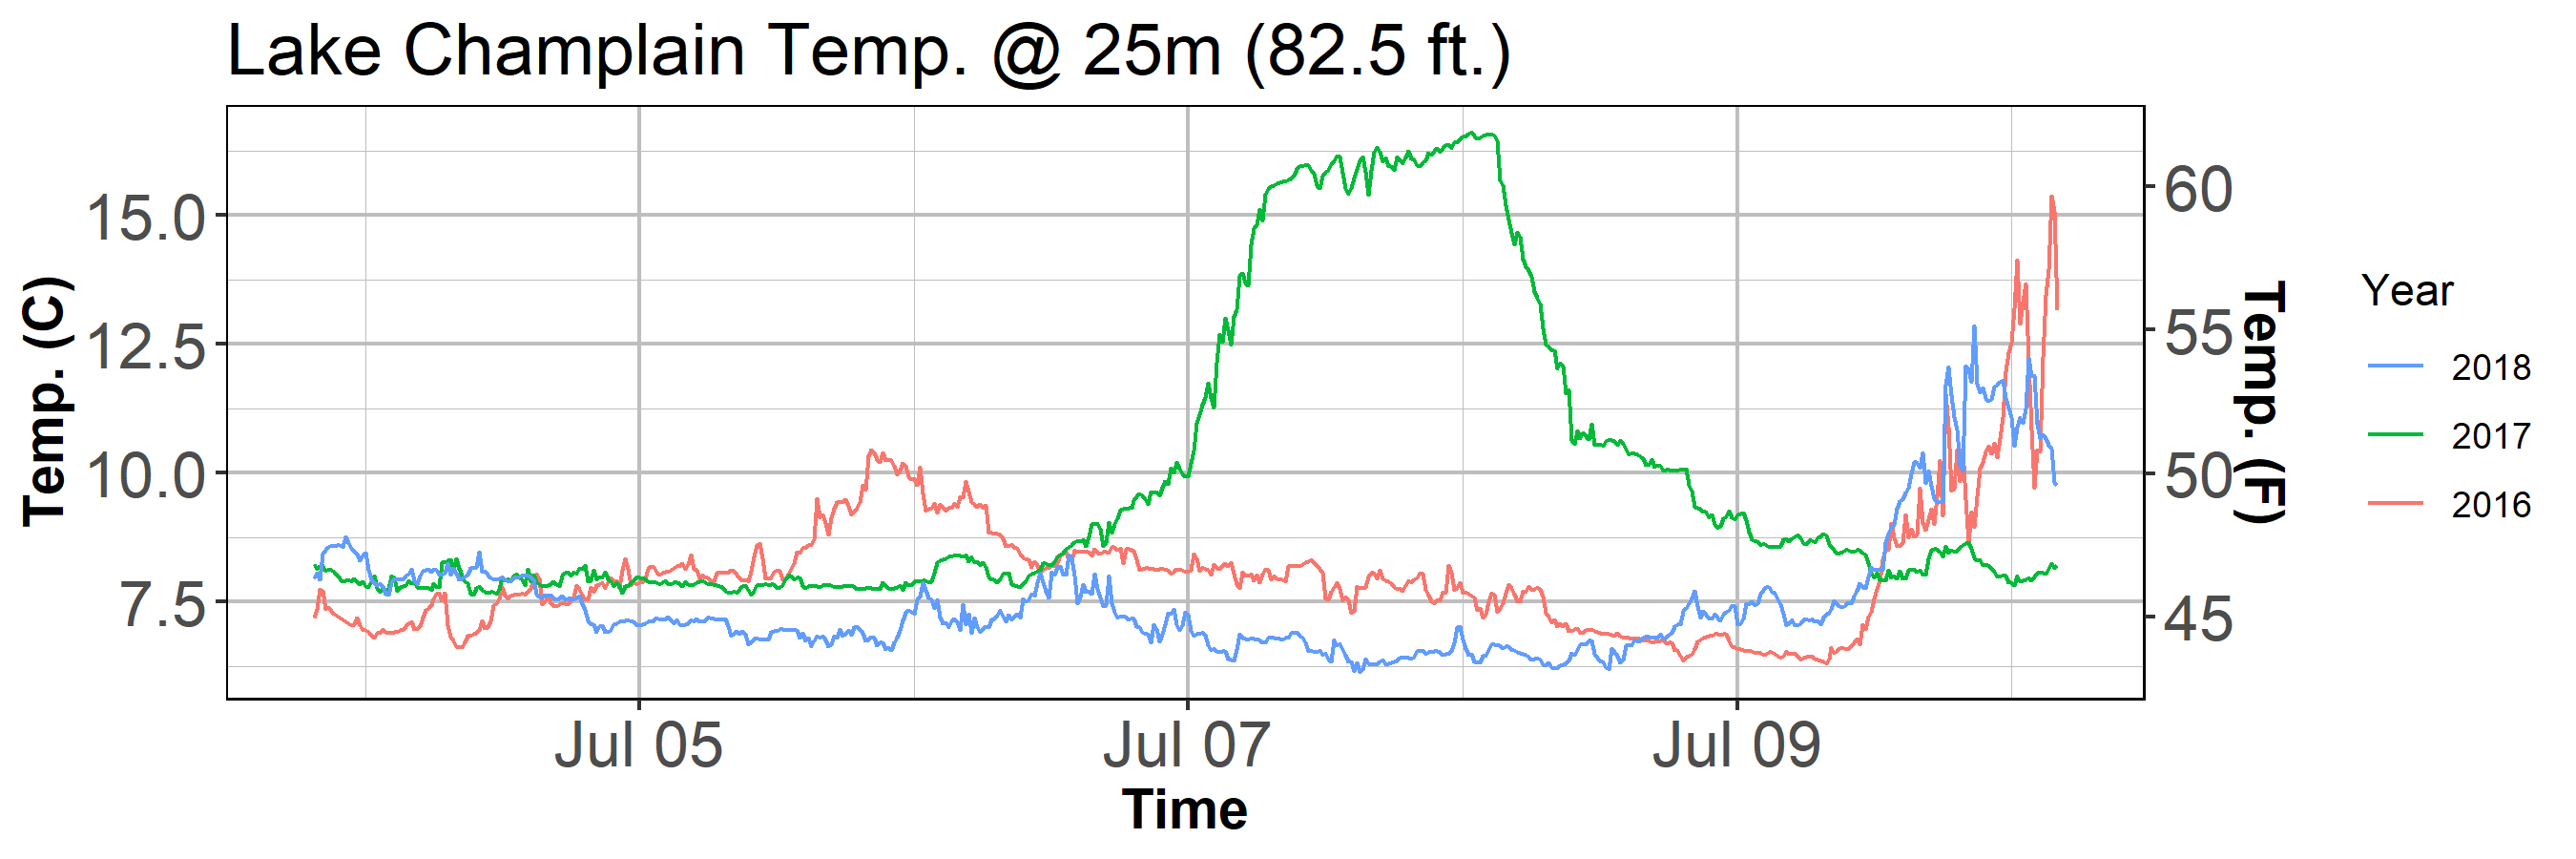 Lake Champlain Temp. @ 25m (82.5 ft.)
Temp. (C)
15.0
12.5
10.0
7.5
60
55
50
45
Temp. (F)
Jul 05
Jul 07
Jul 09
Time
Year
2018
2017
2016